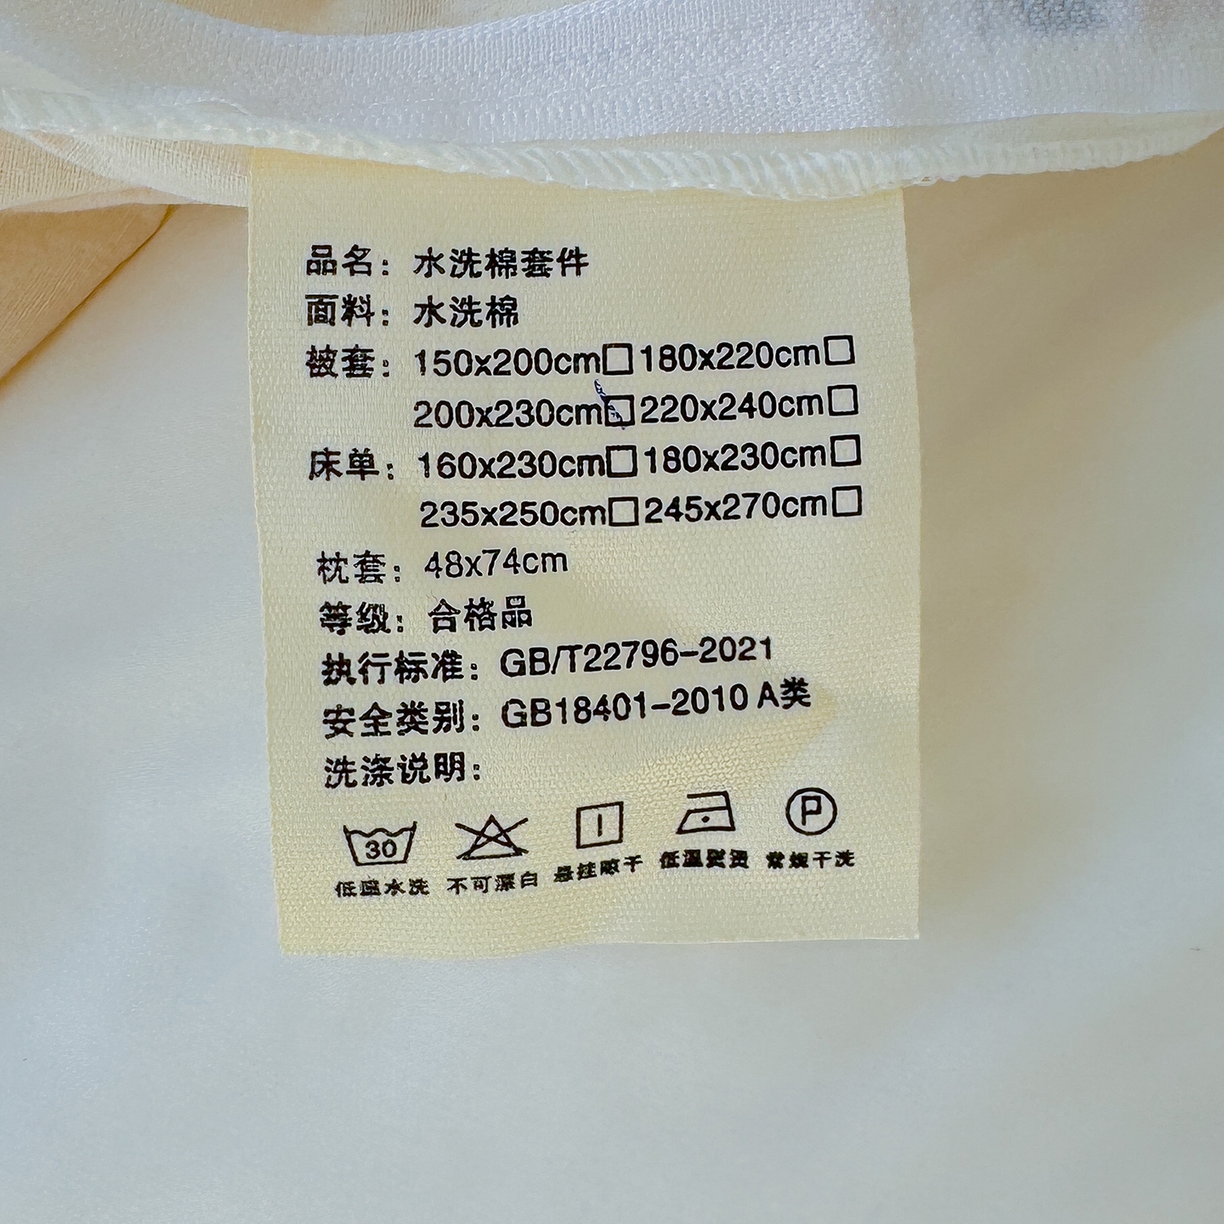 品名：水洗棉套件
面料：水洗棉
被套：150x200cm□180x220cm□
200x230cm□220x240cm□
床单：160x230cm□180x230cm□
235x250cm□245x270cm□
枕套：48x74cm
等级：合格品
执行标准：GB/T22796-2021
安全类别：GB18401-2010 A类
洗涤说明：
30 P
低温水洗 不可漂白 悬挂晾干 低温熨烫 常规干洗